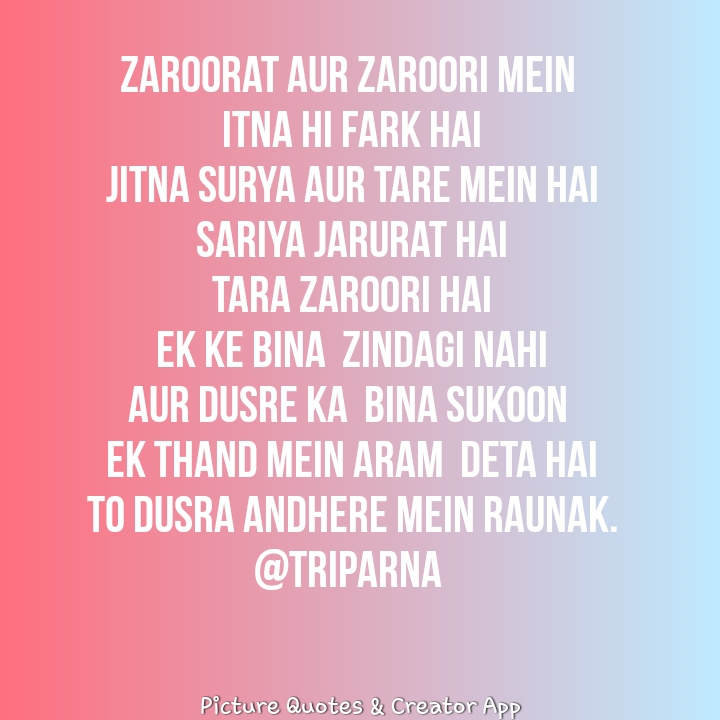 ZAROORAT AUR ZAROORI MEIN
ITNA HI FARK HAI
JITNA SURYA AUR TARE MEIN HAI
SARIYA JARURAT HAI
TARA ZAROORI HAI
EK KE BINA ZINDAGI NAHI
AUR DUSRE KA BINA SUKOON
EK THAND MEIN ARAM DETA HAI
TO DUSRA ANDHERE MEIN RAUNAK.
@TRIPARNA
Picture Quotes & Creator App